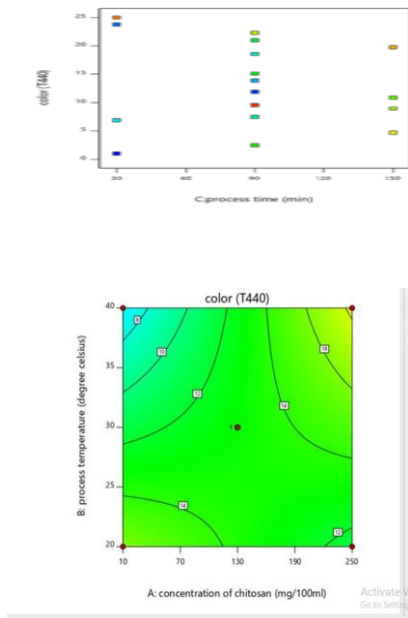 25
20
15
10
5
0
color (T440)
30 60 90 120 150
C:process time (min)
color (T440)
40
35
30
25
20
B: process temperature (degree celsius)
8
10
12
14
16
14
12
5
10 70 130 190 250
A: concentration of chitosan (mg/100ml)
Activate
Go to Settin